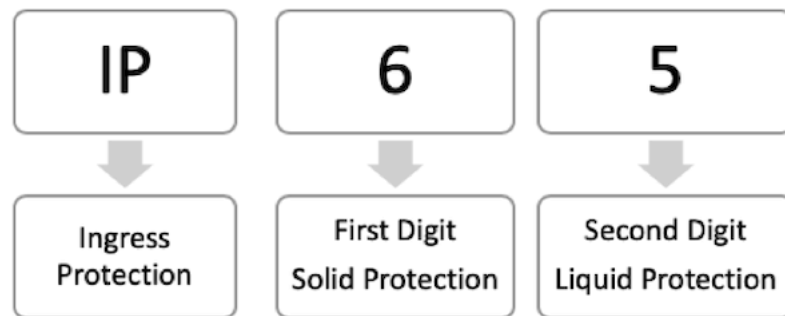 IP
6
5
Ingress
Protection
First Digit
Solid Protection
Second Digit
Liquid Protection